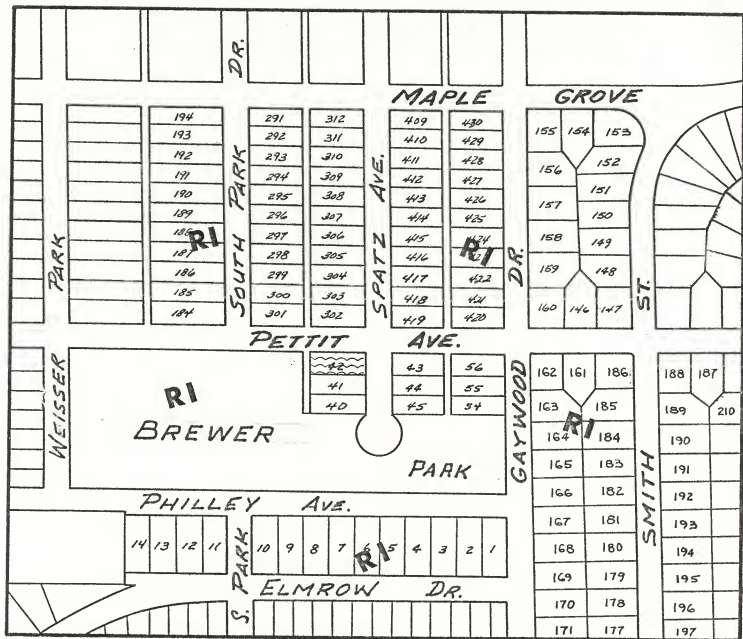 MAPLE GROVE
DR.
SOUTH PARK
SPATZ AVE.
WEISSER PARK
GAYWOOD DR.
SMITH ST.
194 291 312 409 430 155 154 153
193 292 311 410 429
192 293 310 411 428 156 152
191 294 309 412 427 151
190 295 308 413 426
189 296 307 414 425 157 150
188 297 306 415 424 158 149
RI RI
187 298 305 416
186 299 304 417 422 159 148
185 300 303 418 421
184 301 302 419 420 160 146 147
PETTIT AVE.
42 43 56 162 161 186 188 187
41 44 55
40 45 54 163 185 189 210
RI RI
BREWER PARK
164 184 190
165 183 191
166 182 192
PHILLEY AVE.
167 181 193
14 13 12 11 10 9 8 7 6 5 4 3 2 1
RI
168 180 194
169 179 195
S. PARK
ELMROW DR.
170 178 196
171 177 197